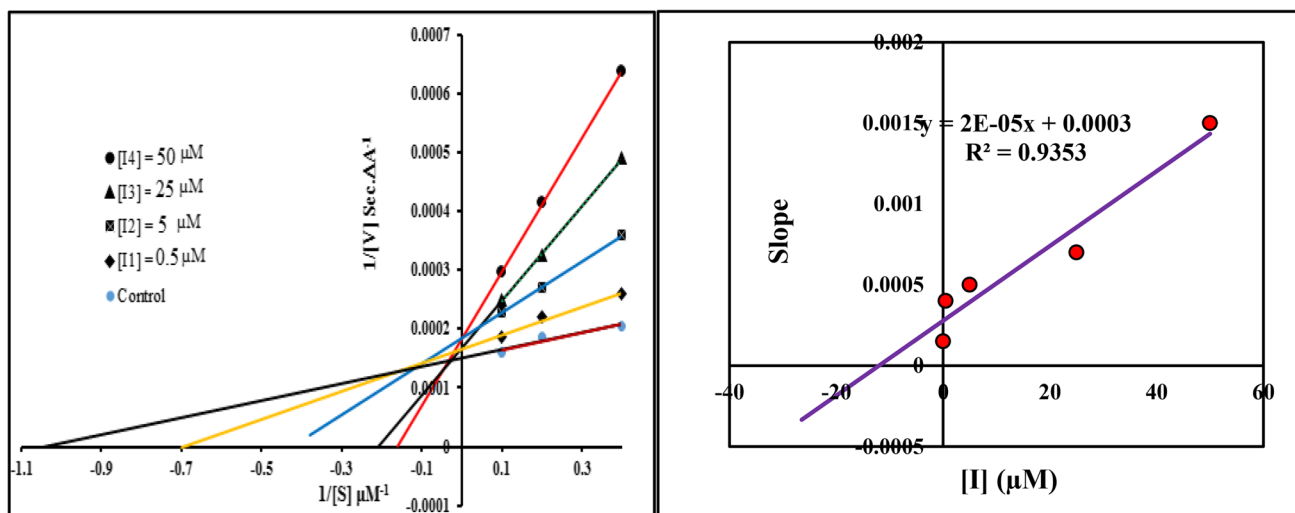 0.0007
0.0006
0.0005
0.0004
0.0003
0.0002
0.0001
0
-0.0001
1/[V] Sec.ΔA⁻¹
[I4] = 50 µM
[I3] = 25 µM
[I2] = 5 µM
[I1] = 0.5 µM
Control
-1.1 -0.9 -0.7 -0.5 -0.3 -0.1 0.1 0.3
1/[S] µM⁻¹
0.002
0.0015
0.001
0.0005
0
-0.0005
y = 2E-05x + 0.0003
R² = 0.9353
Slope
-40 -20 0 20 40 60
[I] (µM)